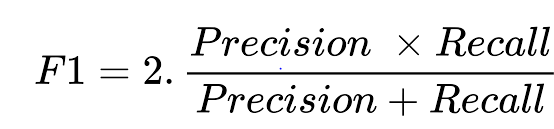 Precision × Recall
F1 = 2.
Precision + Recall